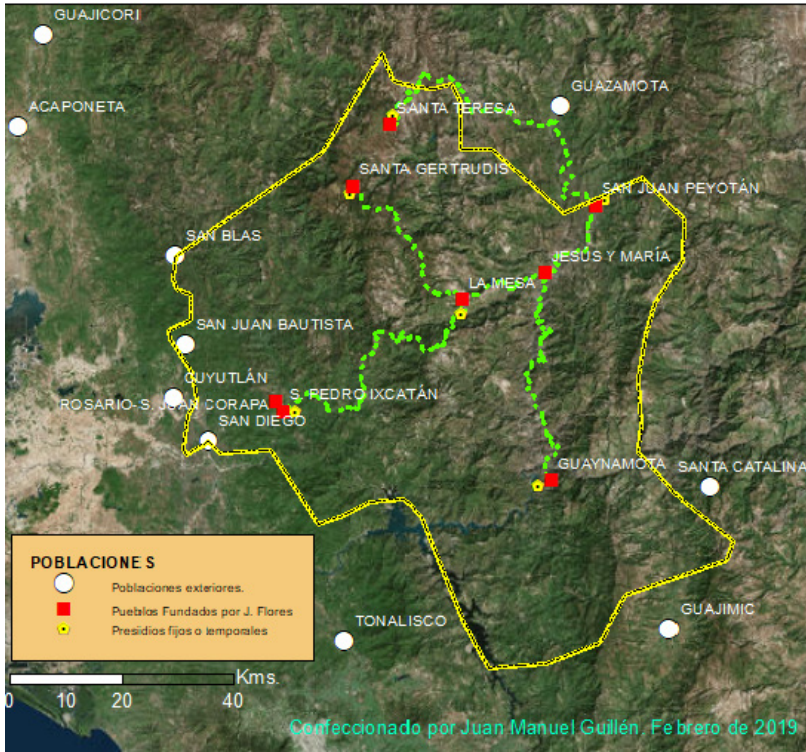 GUAJICORI
ACAPONETA
GUAZAMOTA
SANTA TERESA
SANTA GERTRUDIS
SAN JUAN PEYOTÁN
SAN BLAS
JESÚS Y MARÍA
LA MESA
SAN JUAN BAUTISTA
CUYUTLÁN
S. PEDRO IXCATÁN
ROSARIO-S. JUAN CORAPA
SAN DIEGO
GUAYNAMOTA
SANTA CATALINA
POBLACIONES
Poblaciones exteriores.
Pueblos Fundados por J. Flores
Presidios fijos o temporales
TONALISCO
GUAJIMIC
Kms.
0 10 20 40
Confeccionado por Juan Manuel Guillén, Febrero de 2019